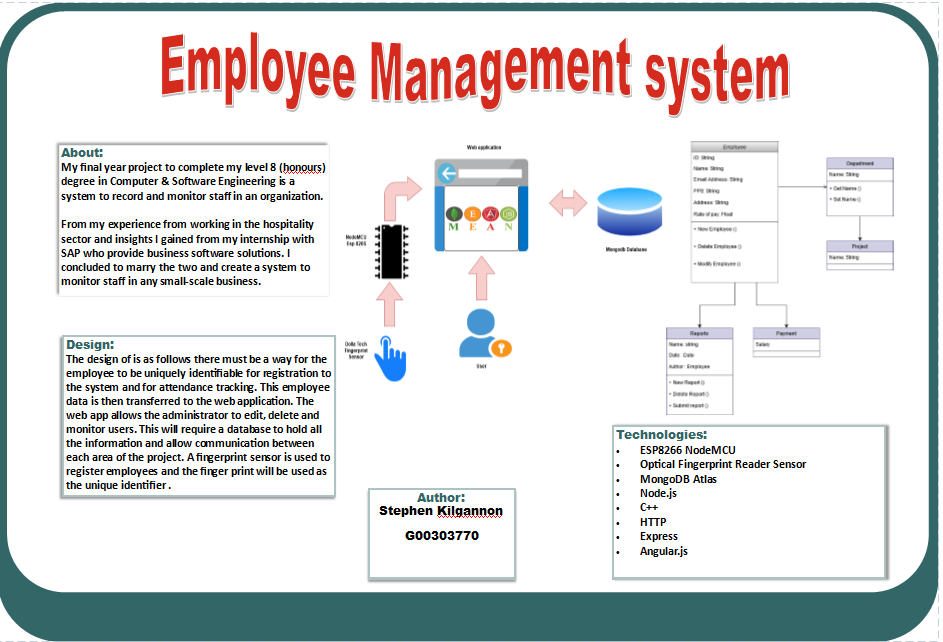 Employee Management system
About:
My final year project to complete my level 8 (honours)
degree in Computer & Software Engineering is a
system to record and monitor staff in an organization.
From my experience from working in the hospitality
sector and insights I gained from my internship with
SAP who provide business software solutions. I
concluded to marry the two and create a system to
monitor staff in any small-scale business.
Design:
The design of is as follows there must be a way for the
employee to be uniquely identifiable for registration to
the system and for attendance tracking. This employee
data is then transferred to the web application. The
web app allows the administrator to edit, delete and
monitor users. This will require a database to hold all
the information and allow communication between
each area of the project. A fingerprint sensor is used to
register employees and the finger print will be used as
the unique identifier .
Web application
M E A N
NodeMCU
Esp 8266
Mongodb Database
Fingerprint
Sensor
User
Employee
ID: String
Name: String
Email Address: String
PPS: String
Address: String
Rate of pay: Float
+ New Employee ()
+ Delete Employee ()
+ Modify Employee ()
Department
Name: String
+ Get Name ()
+ Set Name ()
Project
Name: String
Reports
Name: string
Date : Date
Author : Employee
+ New Report ()
+ Delete Report ()
+ Submit report ()
Payment
Salary
Author:
Stephen Kilgannon
G00303770
Technologies:
• ESP8266 NodeMCU
• Optical Fingerprint Reader Sensor
• MongoDB Atlas
• Node.js
• C++
• HTTP
• Express
• Angular.js